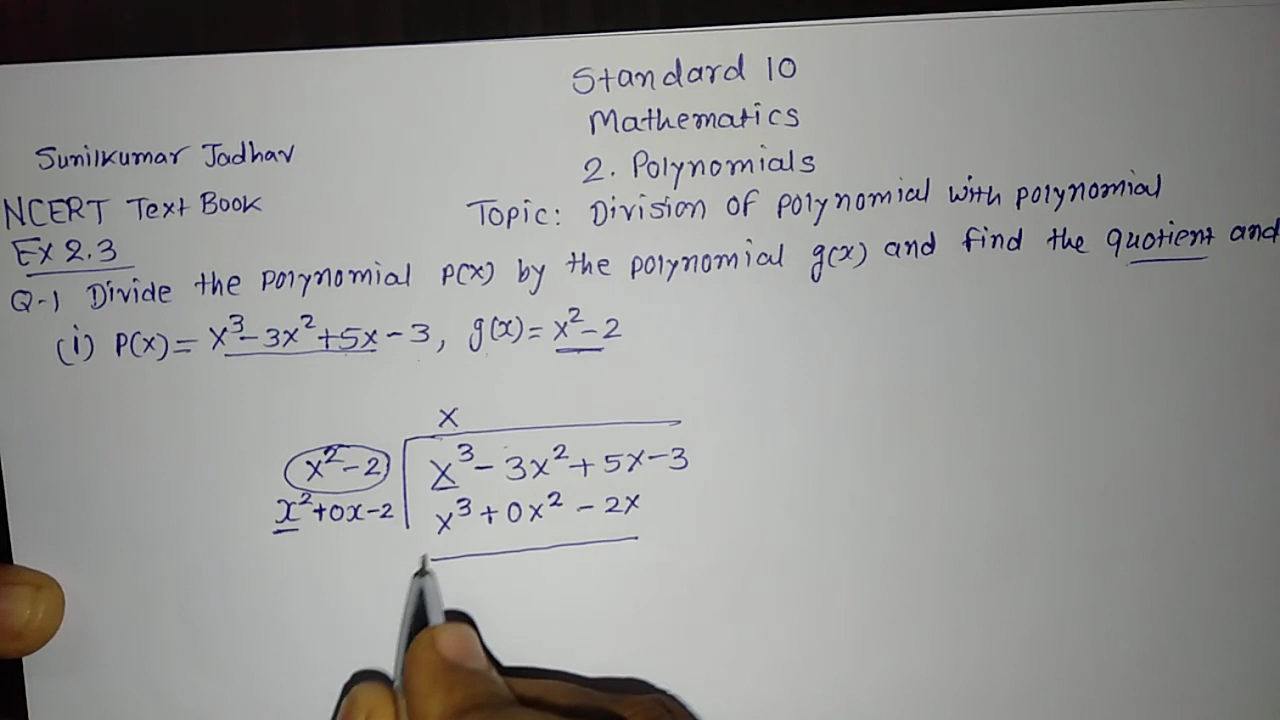 Standard 10
Mathematics
Sunilkumar Jadhav
2. Polynomials
NCERT Text Book
Topic: Division of polynomial with polynomial
Ex 2.3
Q-1 Divide the polynomial p(x) by the polynomial g(x) and find the quotient and
(i) P(x) = x³ - 3x² + 5x - 3, g(x) = x² - 2
x
x² - 2 x³ - 3x² + 5x - 3
x² + 0x - 2 x³ + 0x² - 2x